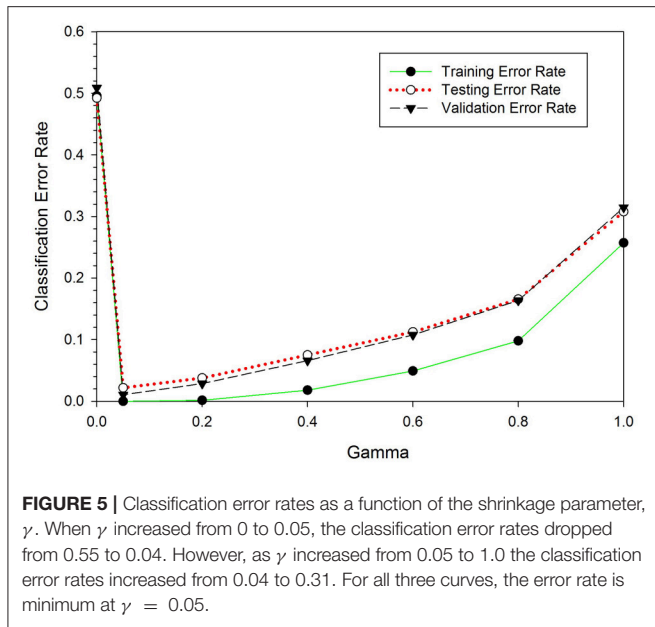 0.6
0.5
0.4
0.3
0.2
0.1
0.0
Classification Error Rate
Training Error Rate
Testing Error Rate
Validation Error Rate
0.0 0.2 0.4 0.6 0.8 1.0
Gamma
FIGURE 5 | Classification error rates as a function of the shrinkage parameter,
γ. When γ increased from 0 to 0.05, the classification error rates dropped
from 0.55 to 0.04. However, as γ increased from 0.05 to 1.0 the classification
error rates increased from 0.04 to 0.31. For all three curves, the error rate is
minimum at γ = 0.05.